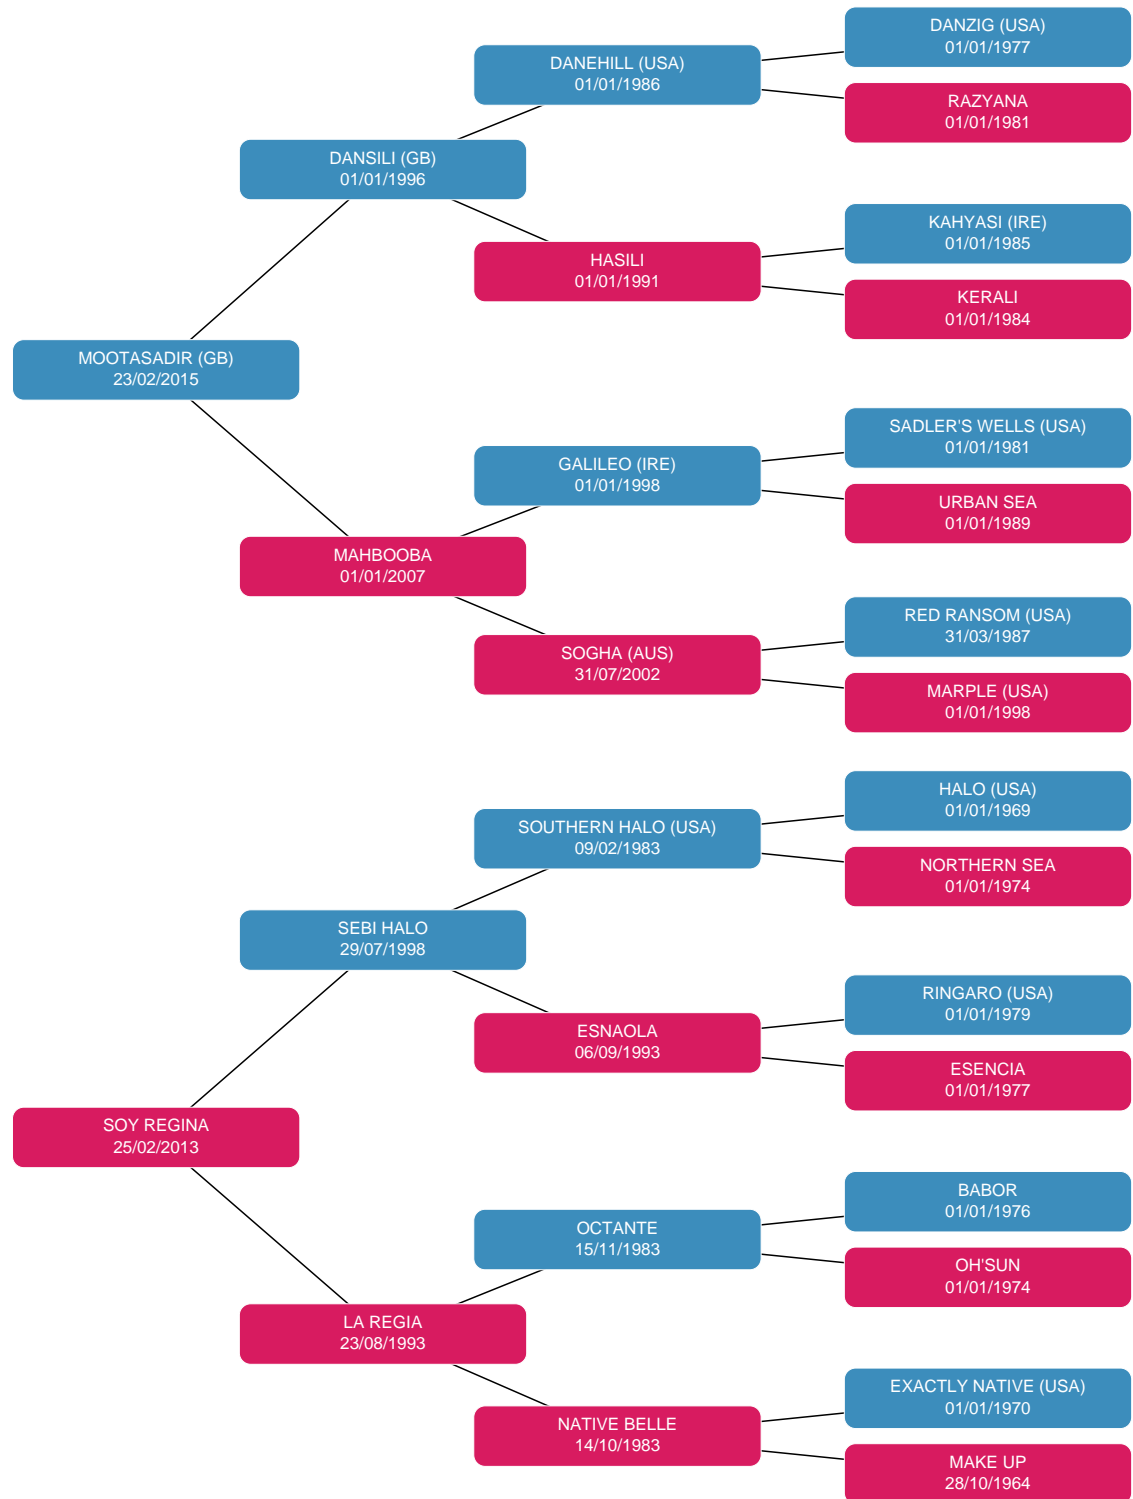 DANZIG (USA)
01/01/1977
DANEHILL (USA)
01/01/1986
RAZYANA
01/01/1981
DANSILI (GB)
01/01/1996
KAHYASI (IRE)
01/01/1985
HASILI
01/01/1991
KERALI
01/01/1984
MOOTASADIR (GB)
23/02/2015
SADLER'S WELLS (USA)
01/01/1981
GALILEO (IRE)
01/01/1998
URBAN SEA
01/01/1989
MAHBOOBA
01/01/2007
RED RANSOM (USA)
31/03/1987
SOGHA (AUS)
31/07/2002
MARPLE (USA)
01/01/1998
HALO (USA)
01/01/1969
SOUTHERN HALO (USA)
09/02/1983
NORTHERN SEA
01/01/1974
SEBI HALO
29/07/1998
RINGARO (USA)
01/01/1979
ESNAOLA
06/09/1993
ESENCIA
01/01/1977
SOY REGINA
25/02/2013
BABOR
01/01/1976
OCTANTE
15/11/1983
OH'SUN
01/01/1974
LA REGIA
23/08/1993
EXACTLY NATIVE (USA)
01/01/1970
NATIVE BELLE
14/10/1983
MAKE UP
28/10/1964